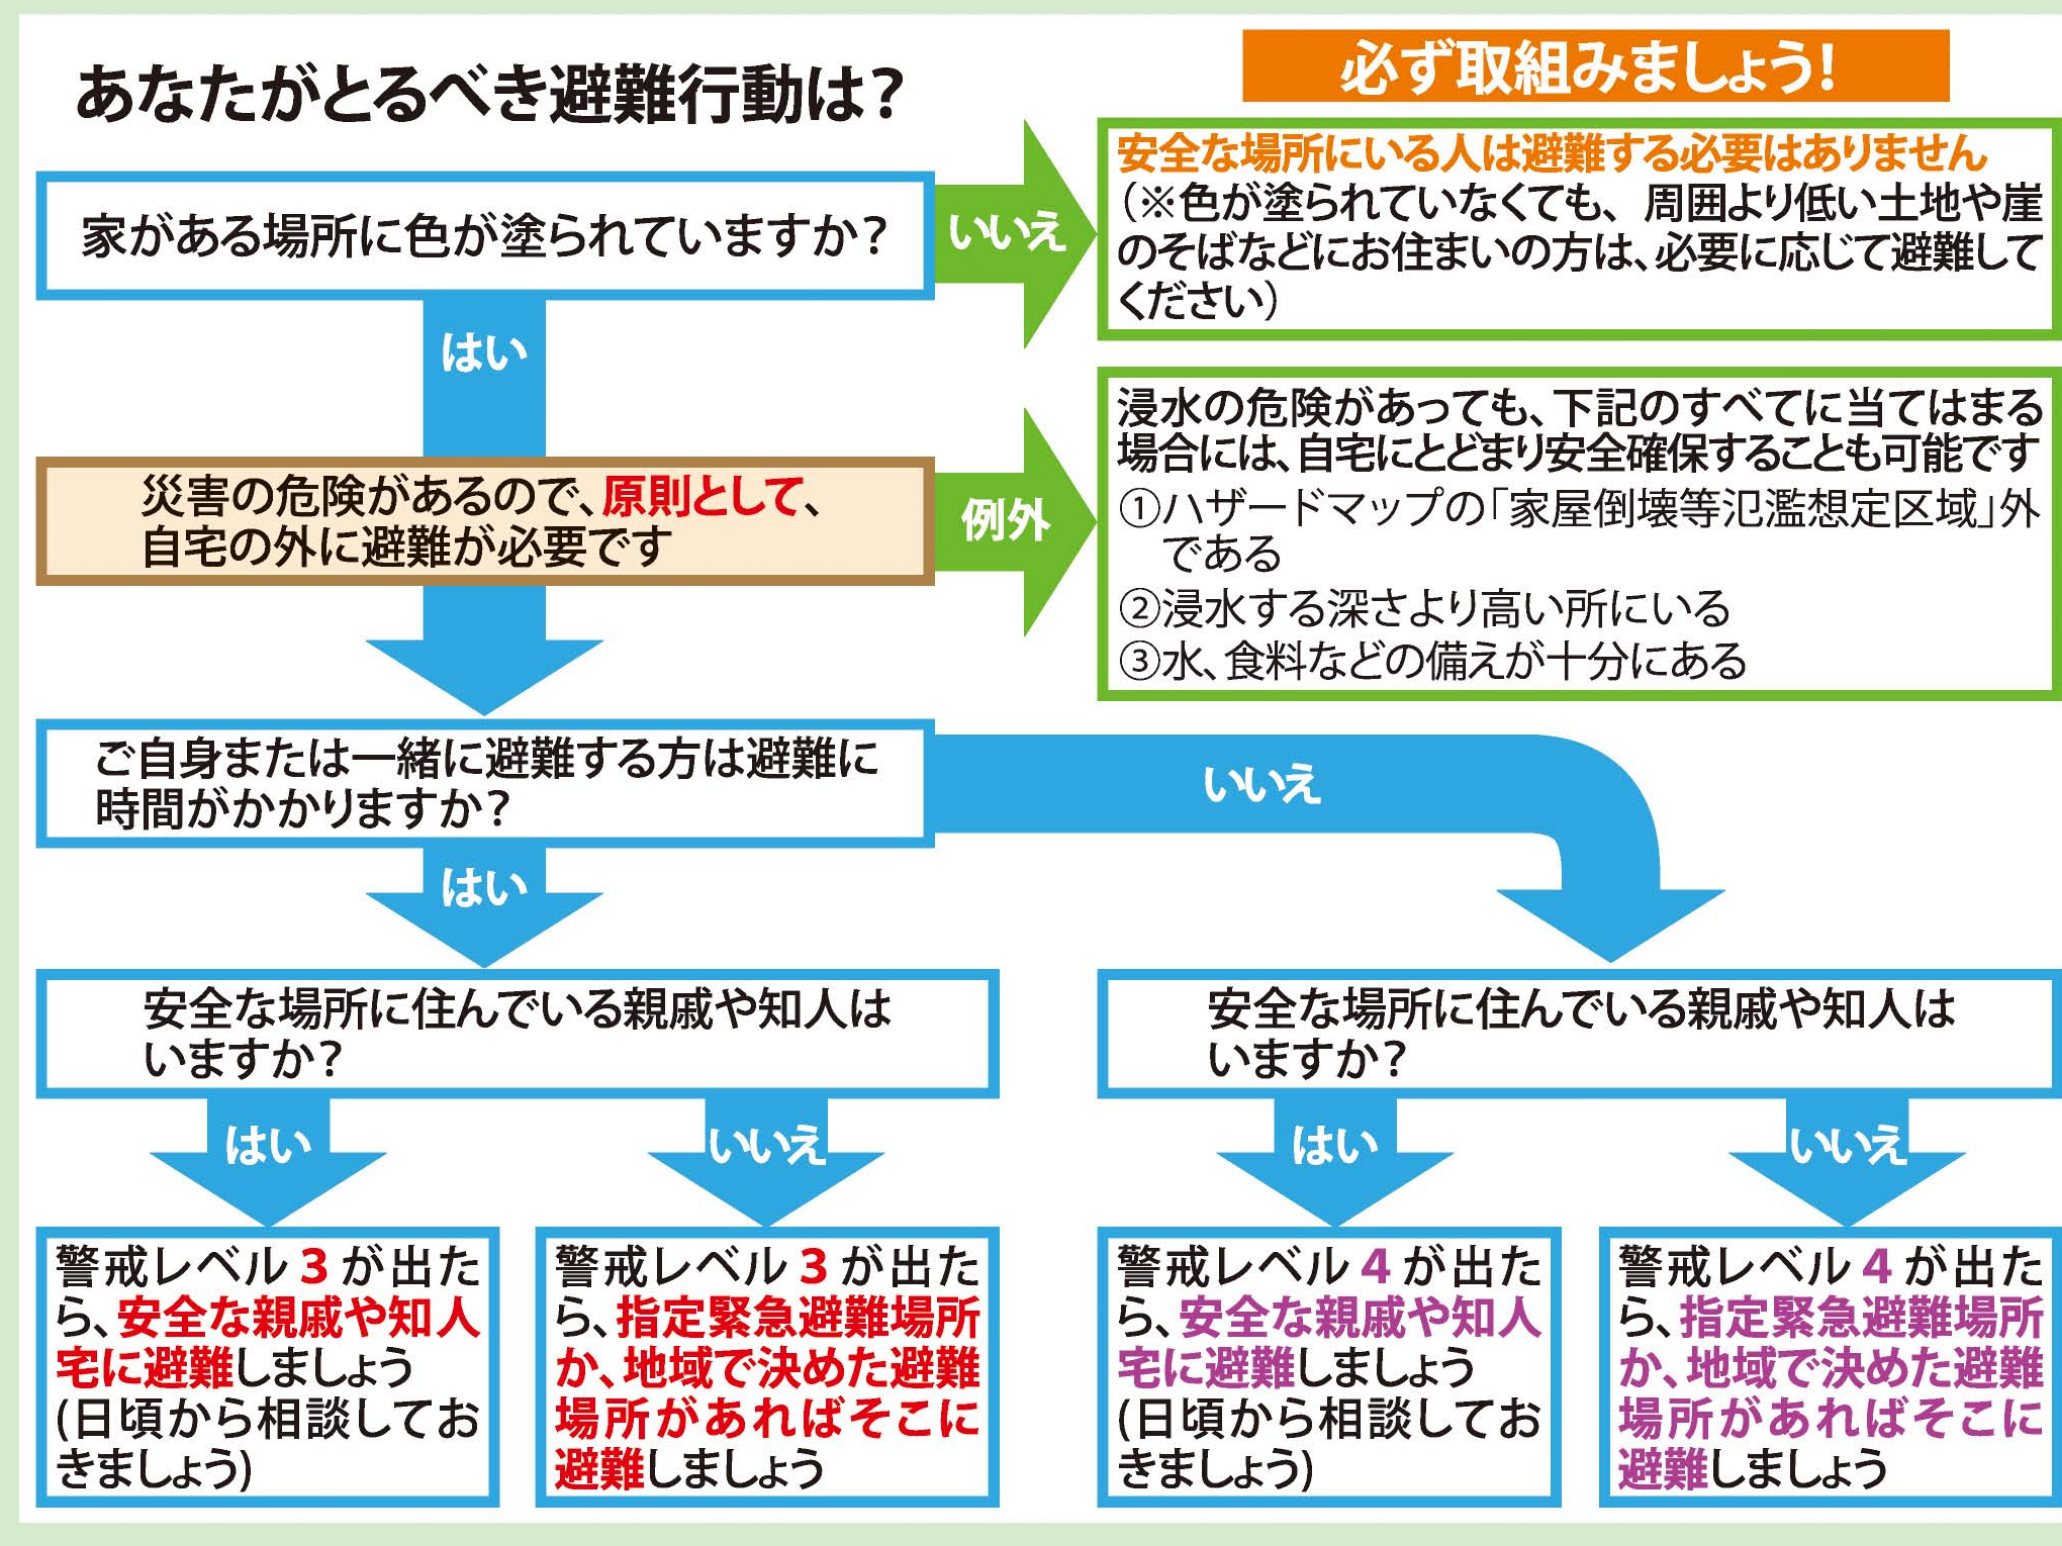 あなたがとるべき避難行動は?
必ず取組みましょう!
家がある場所に色が塗られていますか?
いいえ
安全な場所にいる人は避難する必要はありません
(※色が塗られていなくても、周囲より低い土地や崖
のそばなどにお住まいの方は、必要に応じて避難して
ください)
はい
災害の危険があるので、原則として、
自宅の外に避難が必要です
例外
浸水の危険があっても、下記のすべてに当てはまる
場合には、自宅にとどまり安全確保することも可能です
①ハザードマップの「家屋倒壊等氾濫想定区域」外
である
②浸水する深さより高い所にいる
③水、食料などの備えが十分にある
ご自身または一緒に避難する方は避難に
時間がかかりますか?
いいえ
はい
安全な場所に住んでいる親戚や知人は
いますか?
安全な場所に住んでいる親戚や知人は
いますか?
はい
いいえ
はい
いいえ
警戒レベル3が出た
ら、安全な親戚や知人
宅に避難しましょう
(日頃から相談してお
きましょう)
警戒レベル3が出た
ら、指定緊急避難場所
か、地域で決めた避難
場所があればそこに
避難しましょう
警戒レベル4が出た
ら、安全な親戚や知人
宅に避難しましょう
(日頃から相談してお
きましょう)
警戒レベル4が出た
ら、指定緊急避難場所
か、地域で決めた避難
場所があればそこに
避難しましょう